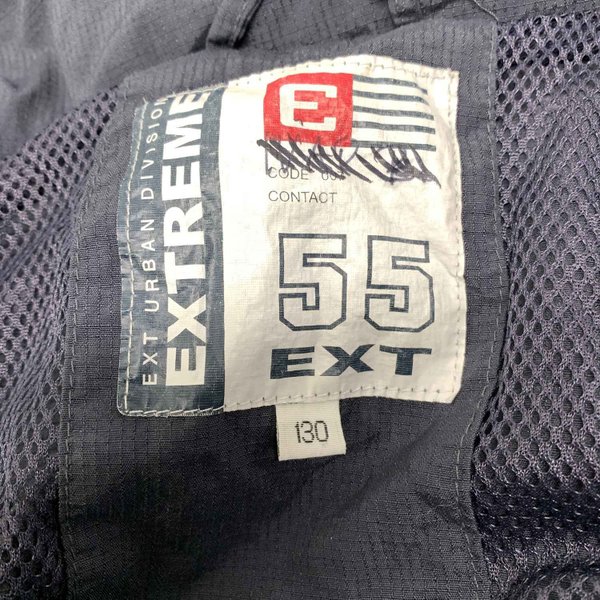 EXT URBAN DIVISION
EXTREME
E
CODE
CONTACT
55
EXT
130